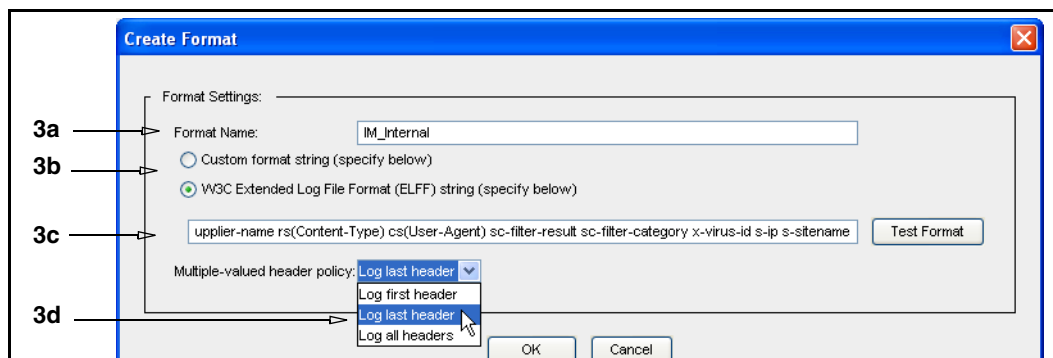 Create Format
Format Settings:
3a
Format Name:
IM_Internal
3b
Custom format string (specify below)
W3C Extended Log File Format (ELFF) string (specify below)
3c
upplier-name rs(Content-Type) cs(User-Agent) sc-filter-result sc-filter-category x-virus-id s-ip s-sitename
Test Format
Multiple-valued header policy:
Log last header
Log first header
3d
Log last header
Log all headers
OK
Cancel